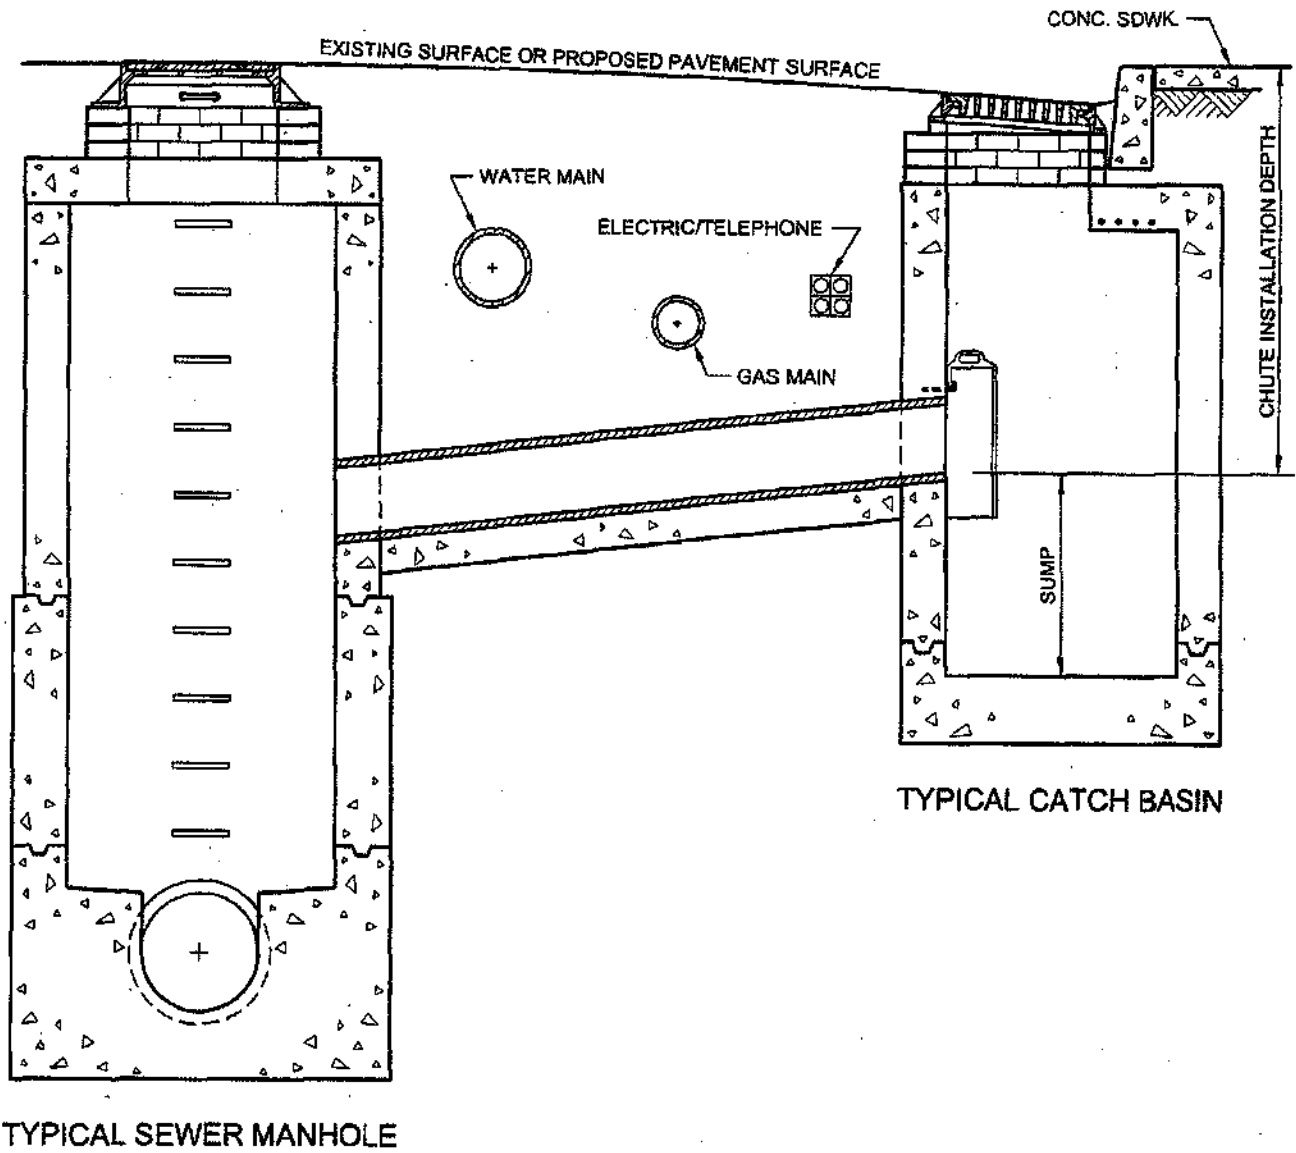 CONC. SDWK.
EXISTING SURFACE OR PROPOSED PAVEMENT SURFACE
WATER MAIN
ELECTRIC/TELEPHONE
GAS MAIN
CHUTE INSTALLATION DEPTH
SUMP
TYPICAL CATCH BASIN
TYPICAL SEWER MANHOLE